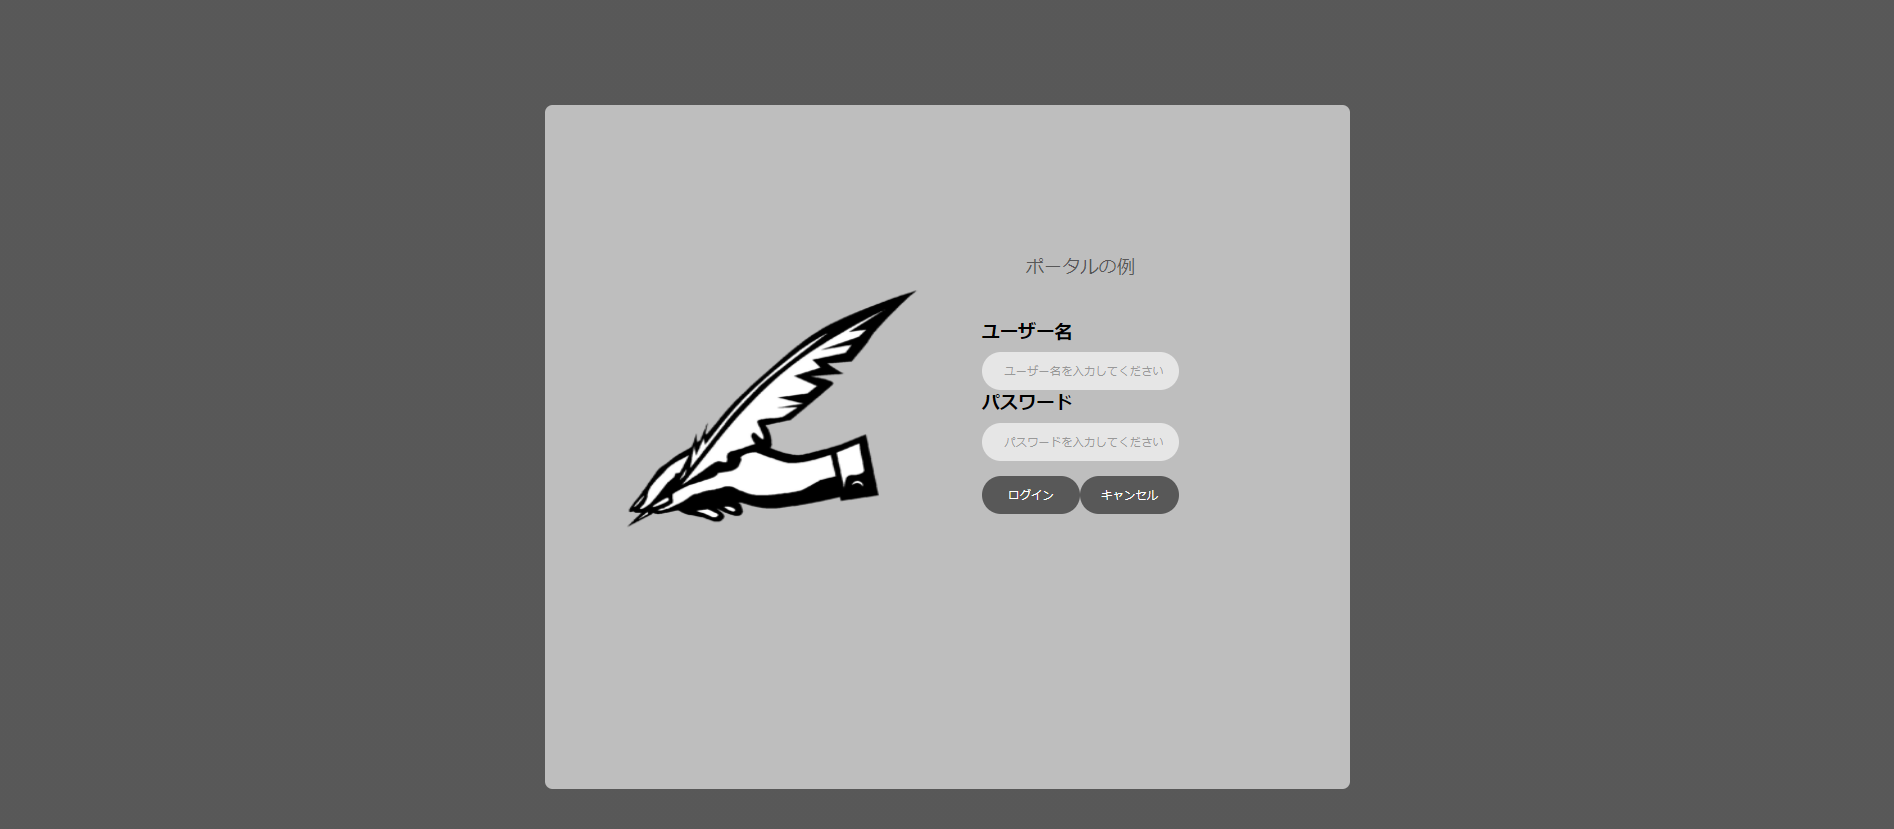 ポータルの例
ユーザー名
ユーザー名を入力してください
パスワード
パスワードを入力してください
ログイン キャンセル